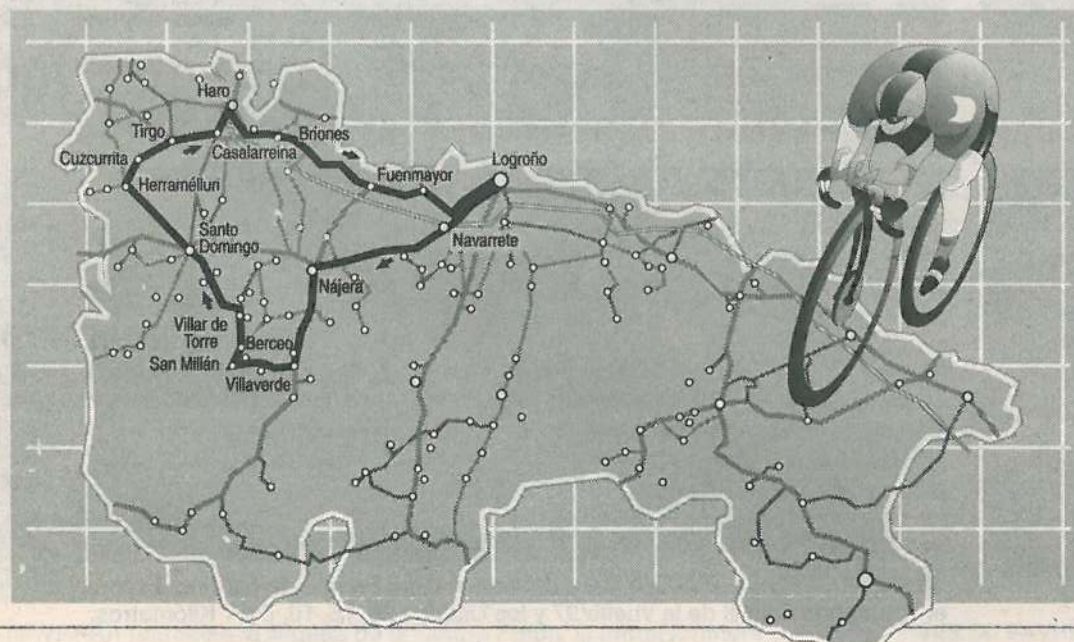 Haro
Tirgo
Briones
Casalarreina
Cuzcurrita
Logroño
Fuenmayor
Herramélluri
Santo
Domingo
Navarrete
Nájera
Villar de
Torre
Berceo
San Millán
Villaverde